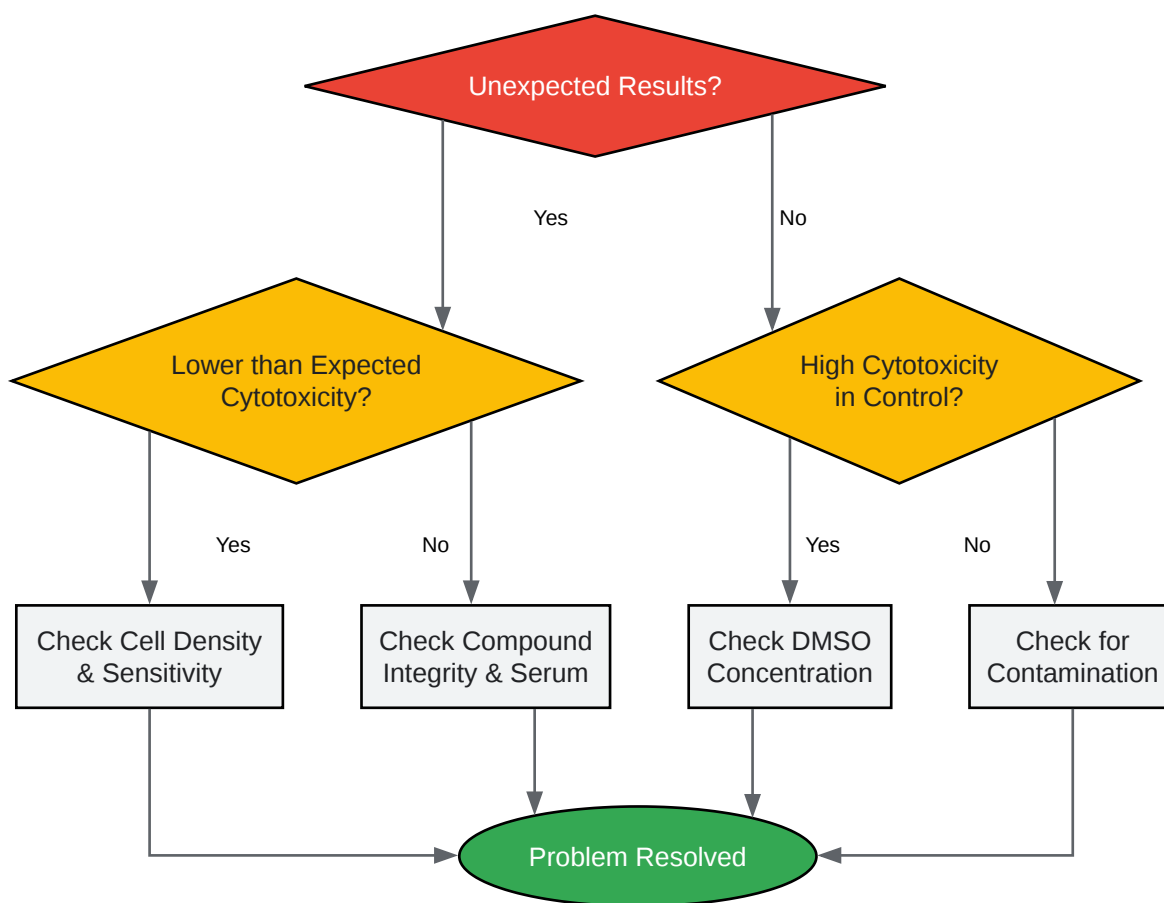 Unexpected Results?
Yes
No
Lower than Expected
Cytotoxicity?
High Cytotoxicity
in Control?
Yes
No
Yes
No
Check Cell Density
& Sensitivity
Check Compound
Integrity & Serum
Check DMSO
Concentration
Check for
Contamination
Problem Resolved